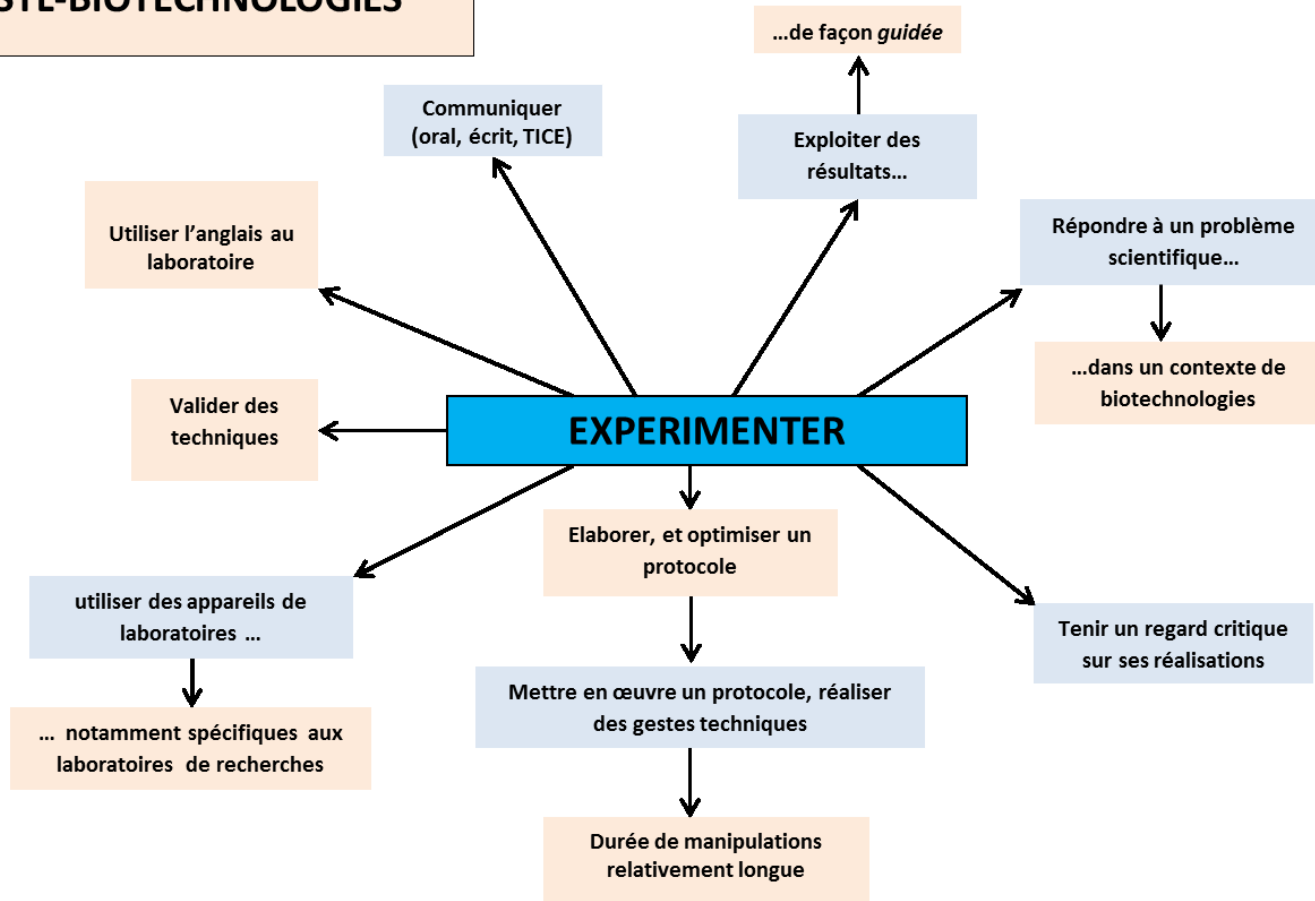 STL-BIOTECHNOLOGIES
...de façon guidée
Communiquer
(oral, écrit, TICE)
Exploiter des
résultats...
Utiliser l'anglais au
laboratoire
Répondre à un problème
scientifique...
...dans un contexte de
biotechnologies
Valider des
techniques
EXPERIMENTER
Elaborer, et optimiser un
protocole
utiliser des appareils de
laboratoires ...
Tenir un regard critique
sur ses réalisations
Mettre en œuvre un protocole, réaliser
des gestes techniques
... notamment spécifiques aux
laboratoires de recherches
Durée de manipulations
relativement longue